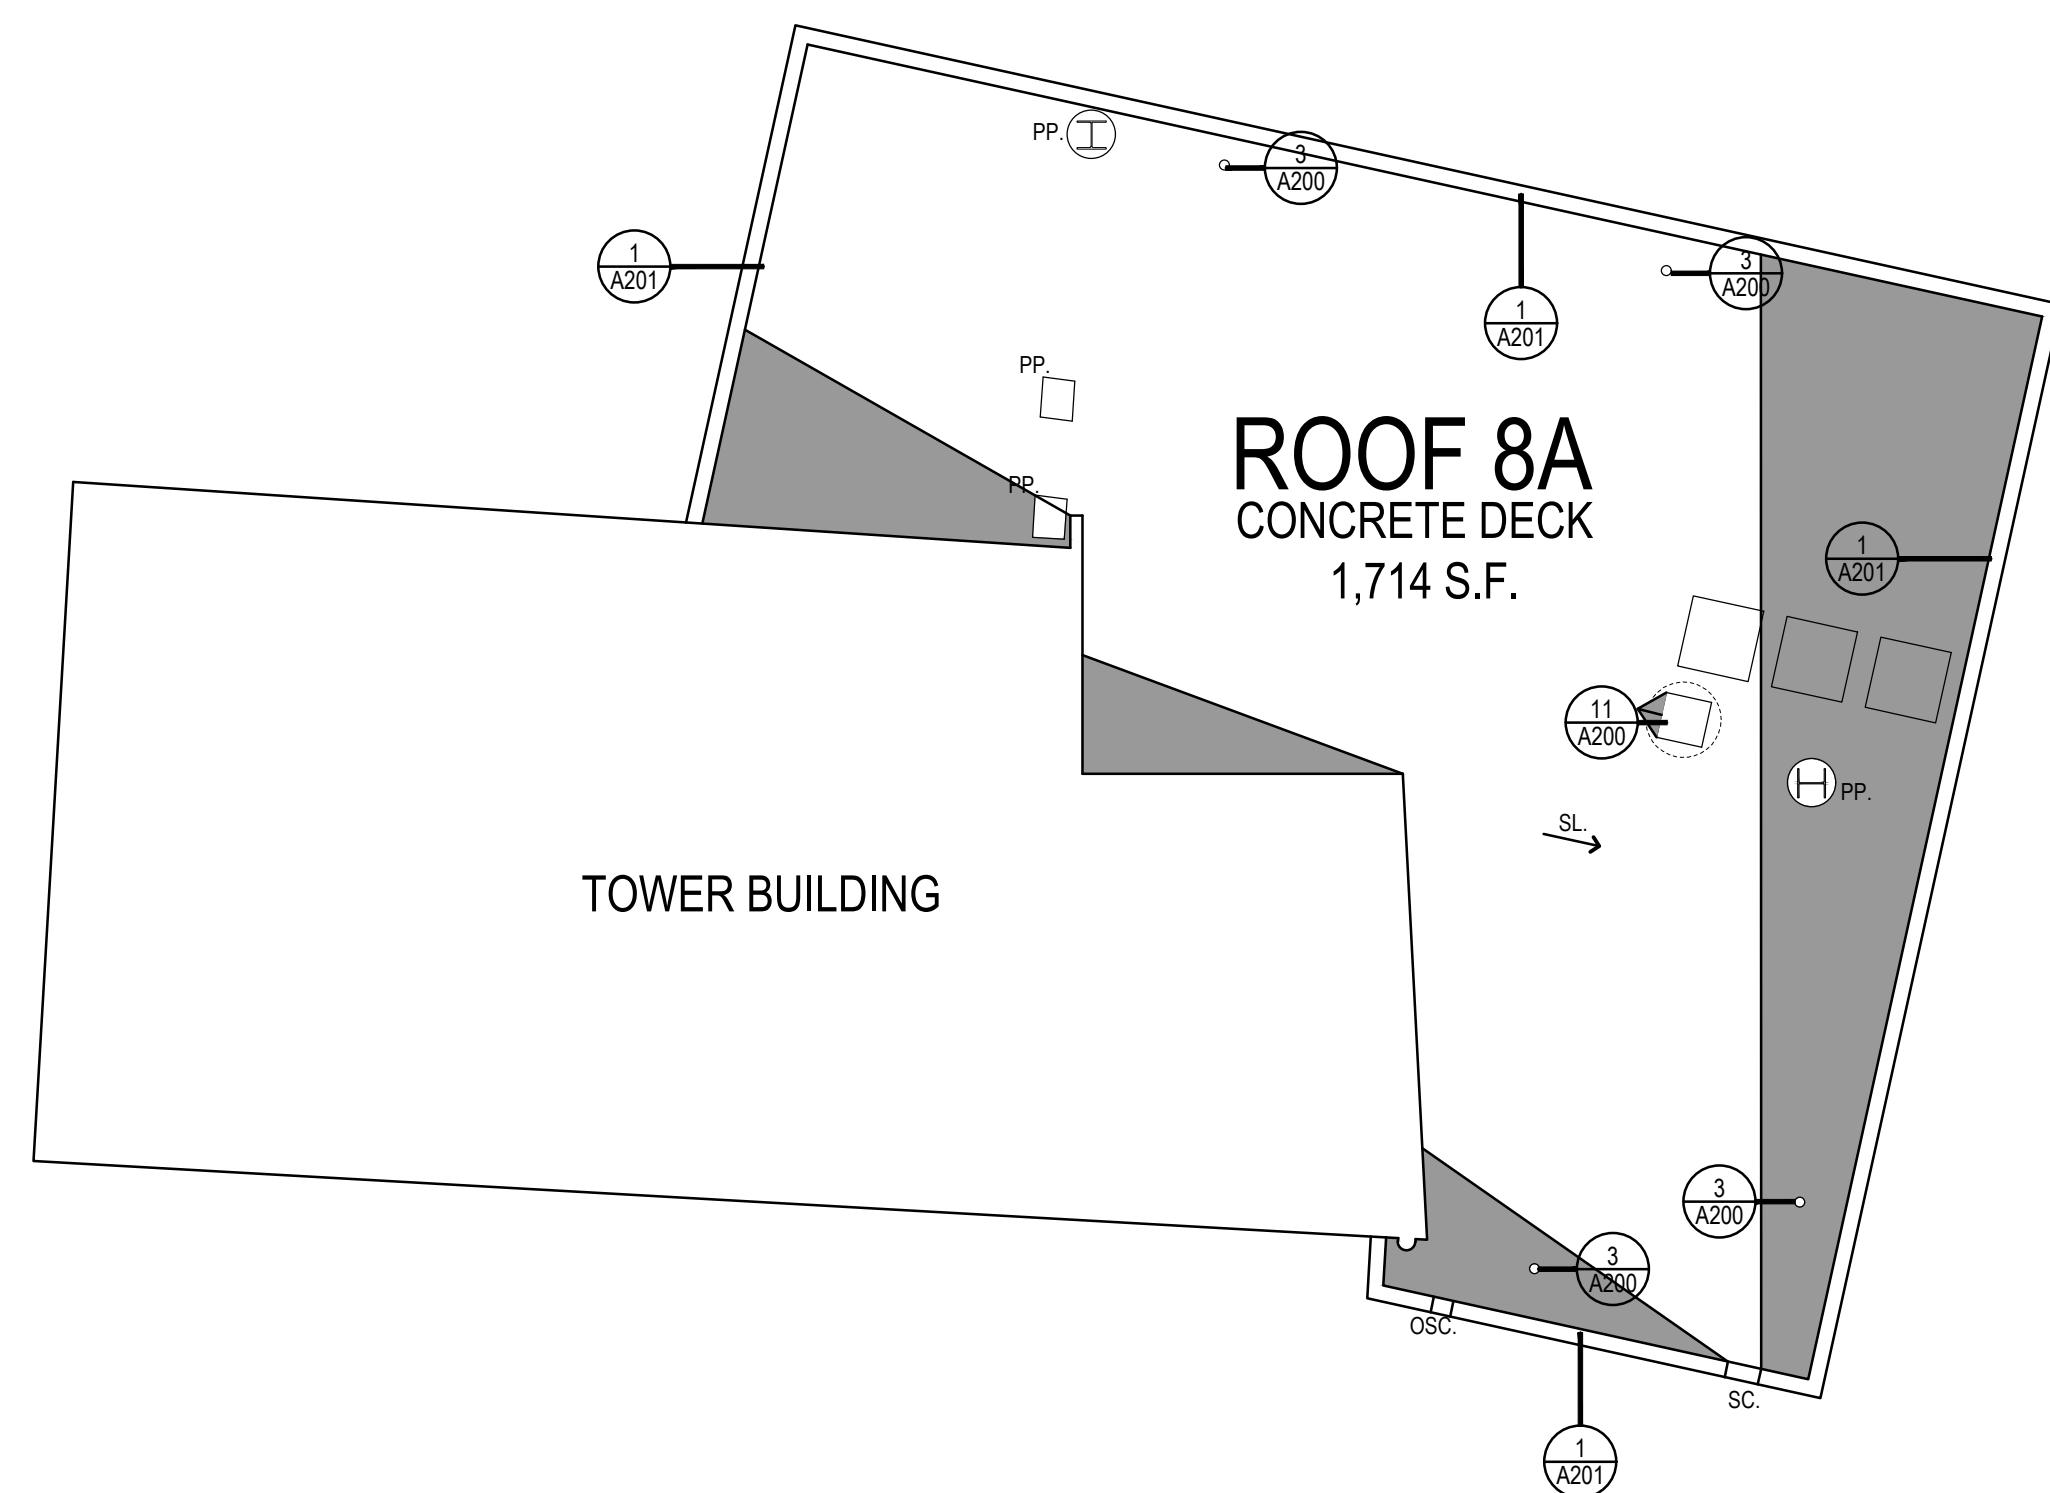 PP.
3
A200
1
A201
3
A200
1
A201
PP.
ROOF 8A
CONCRETE DECK
1,714 S.F.
PP.
1
A201
11
A200
PP.
SL.
TOWER BUILDING
3
A200
3
A200
OSC.
SC.
1
A201